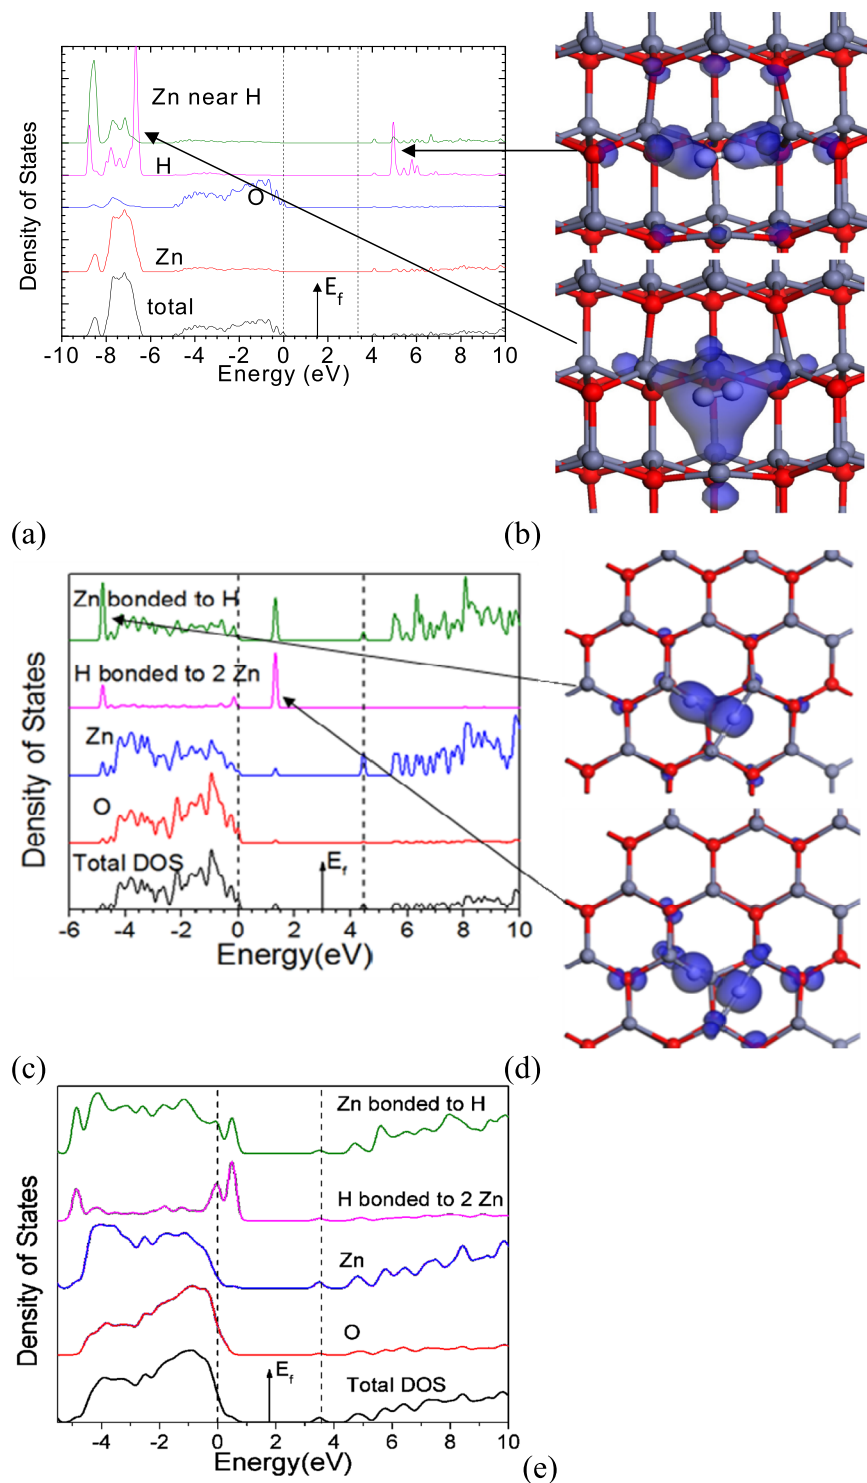 Density of States
Zn near H
H
O
Zn
total
E_f
-10 -8 -6 -4 -2 0 2 4 6 8 10
Energy (eV)
(a)
(b)
Density of States
Zn bonded to H
H bonded to 2 Zn
Zn
O
Total DOS
E_f
-6 -4 -2 0 2 4 6 8 10
Energy(eV)
(c)
(d)
Density of States
Zn bonded to H
H bonded to 2 Zn
Zn
O
E_f
Total DOS
-4 -2 0 2 4 6 8 10
Energy(eV)
(e)